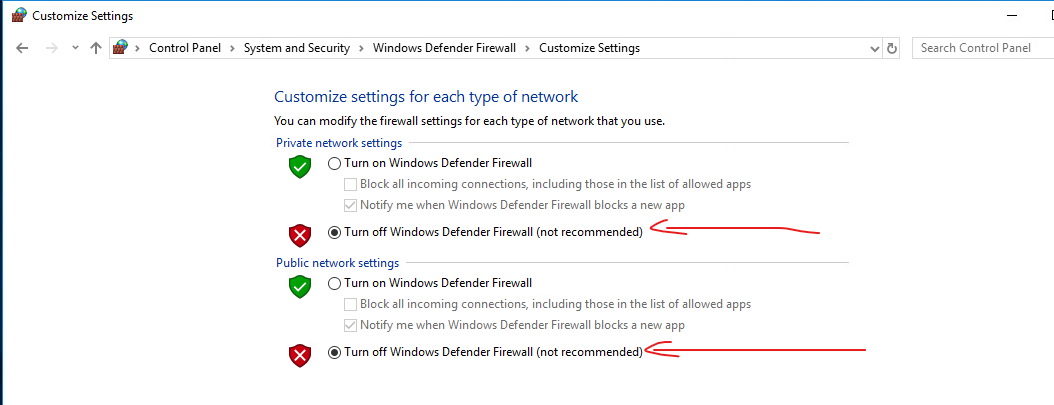 Customize Settings
Control Panel > System and Security > Windows Defender Firewall > Customize Settings
Search Control Panel
Customize settings for each type of network
You can modify the firewall settings for each type of network that you use.
Private network settings
Turn on Windows Defender Firewall
Block all incoming connections, including those in the list of allowed apps
Notify me when Windows Defender Firewall blocks a new app
Turn off Windows Defender Firewall (not recommended)
Public network settings
Turn on Windows Defender Firewall
Block all incoming connections, including those in the list of allowed apps
Notify me when Windows Defender Firewall blocks a new app
Turn off Windows Defender Firewall (not recommended)